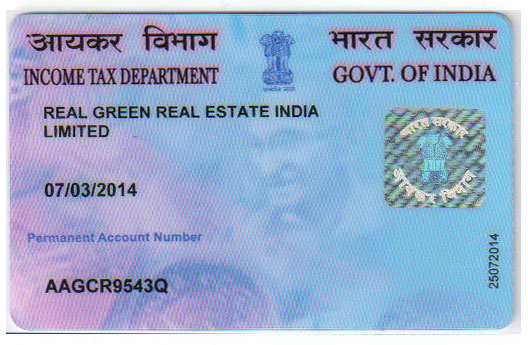 आयकर विभाग
INCOME TAX DEPARTMENT
भारत सरकार
GOVT. OF INDIA
REAL GREEN REAL ESTATE INDIA
LIMITED
07/03/2014
Permanent Account Number
AAGCR9543Q
भारत सरकार
आयकर विभाग
25072014